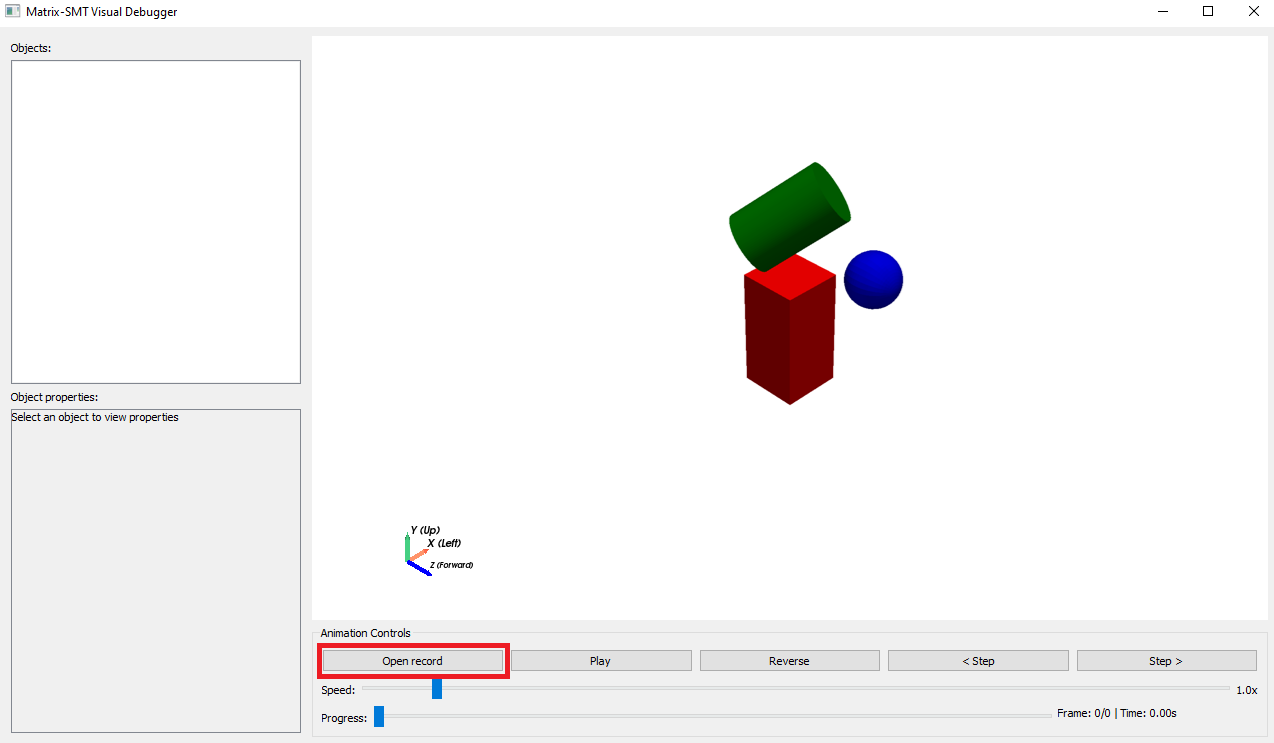 Matrix-SMT Visual Debugger
Objects:
Object properties:
Select an object to view properties
Y (Up)
X (Left)
Z (Forward)
Animation Controls
Open record
Play
Reverse
< Step
Step >
Speed:
1.0x
Progress:
Frame: 0/0 | Time: 0.00s